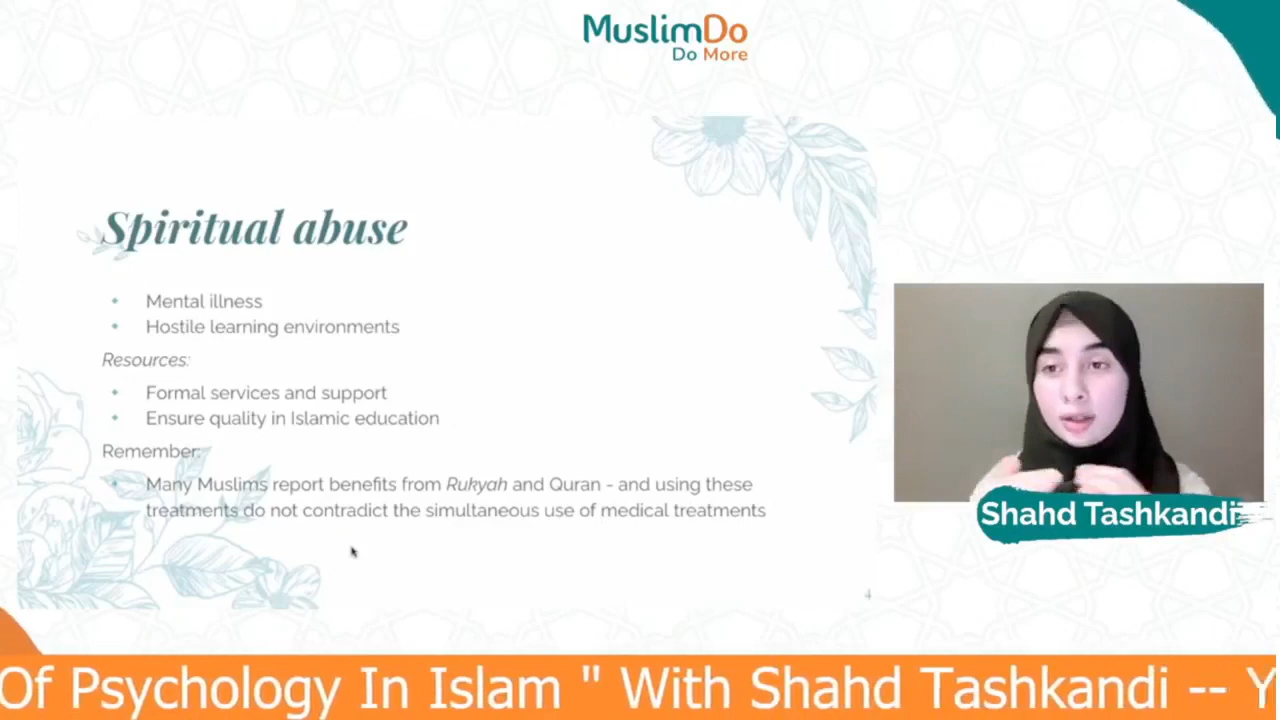 MuslimDo
Do More
Spiritual abuse
Mental illness
Hostile learning environments
Resources:
Formal services and support
Ensure quality in Islamic education
Remember:
Many Muslims report benefits from Rukyah and Quran - and using these
treatments do not contradict the simultaneous use of medical treatments
4
Shahd Tashkandi
Of Psychology In Islam " With Shahd Tashkandi -- Y